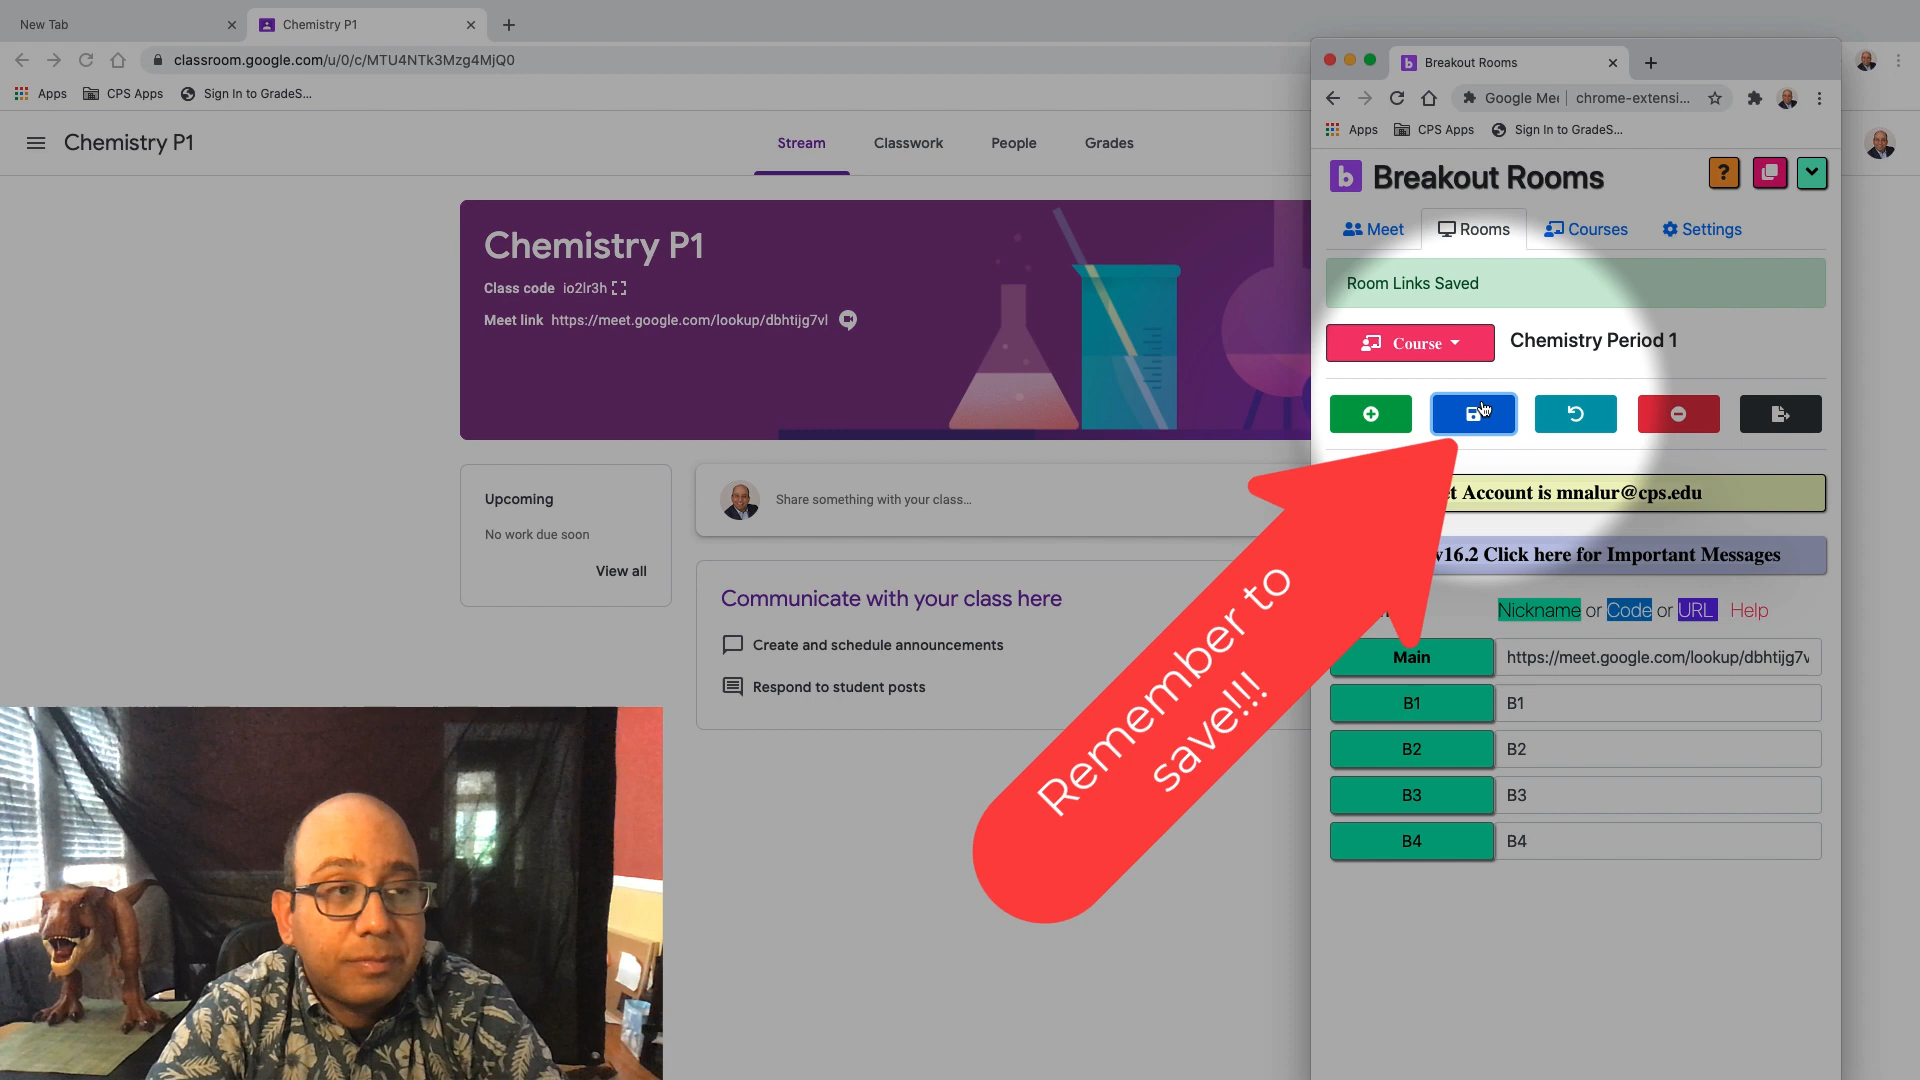 New Tab
Chemistry P1
classroom.google.com/u/0/c/MTU4NTk3Mzg4MjQ0
Apps
CPS Apps
Sign In to GradeS...
Chemistry P1
Stream
Classwork
People
Grades
Chemistry P1
Class code io2lr3h
Meet link https://meet.google.com/lookup/dbhtijg7vl
Upcoming
No work due soon
View all
Share something with your class...
Communicate with your class here
Create and schedule announcements
Respond to student posts
Remember to
save!!!
Breakout Rooms
Google Mee
chrome-extensi...
Apps
CPS Apps
Sign In to GradeS...
b Breakout Rooms
?
Meet
Rooms
Courses
Settings
Room Links Saved
Course
Chemistry Period 1
Account is mnalur@cps.edu
v16.2 Click here for Important Messages
Nickname or Code or URL Help
Main https://meet.google.com/lookup/dbhtijg7v
B1 B1
B2 B2
B3 B3
B4 B4